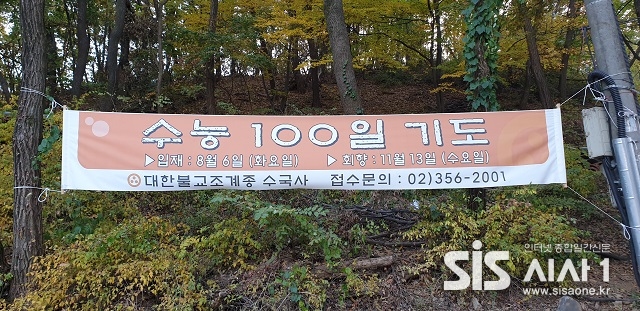 수능 100일 기도
▶입재 : 8월 6일 (화요일) ▶회향 : 11월 13일 (수요일)
대한불교조계종 수국사 접수문의 : 02)356-2001
인터넷 종합일간신문
SIS 시사1
www.sisaone.kr